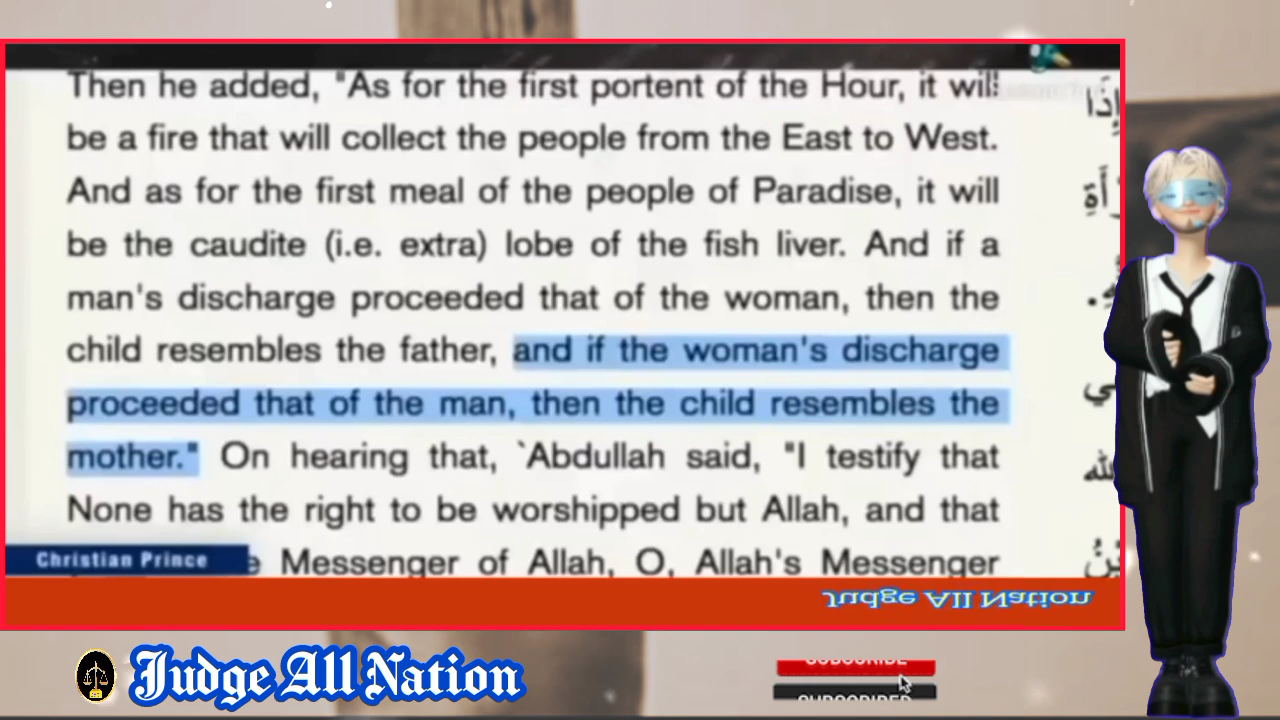 Then he added, "As for the first portent of the Hour, it will
be a fire that will collect the people from the East to West.
And as for the first meal of the people of Paradise, it will
be the caudite (i.e. extra) lobe of the fish liver. And if a
man's discharge proceeded that of the woman, then the
child resembles the father, and if the woman's discharge
proceeded that of the man, then the child resembles the
mother." On hearing that, `Abdullah said, "I testify that
None has the right to be worshipped but Allah, and that
Messenger of Allah, O, Allah's Messenger
Christian Prince
Judge All Nation
Judge All Nation
SUBSCRIBE
SUBSCRIBED